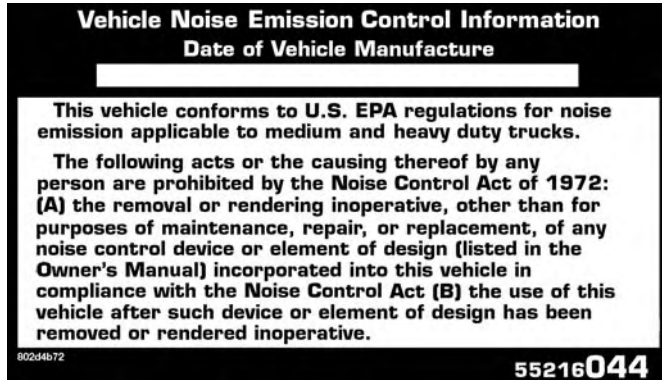 Vehicle Noise Emission Control Information
Date of Vehicle Manufacture
This vehicle conforms to U.S. EPA regulations for noise
emission applicable to medium and heavy duty trucks.
The following acts or the causing thereof by any
person are prohibited by the Noise Control Act of 1972:
(A) the removal or rendering inoperative, other than for
purposes of maintenance, repair, or replacement, of any
noise control device or element of design (listed in the
Owner's Manual) incorporated into this vehicle in
compliance with the Noise Control Act (B) the use of this
vehicle after such device or element of design has been
removed or rendered inoperative.
802d4b72
55216044